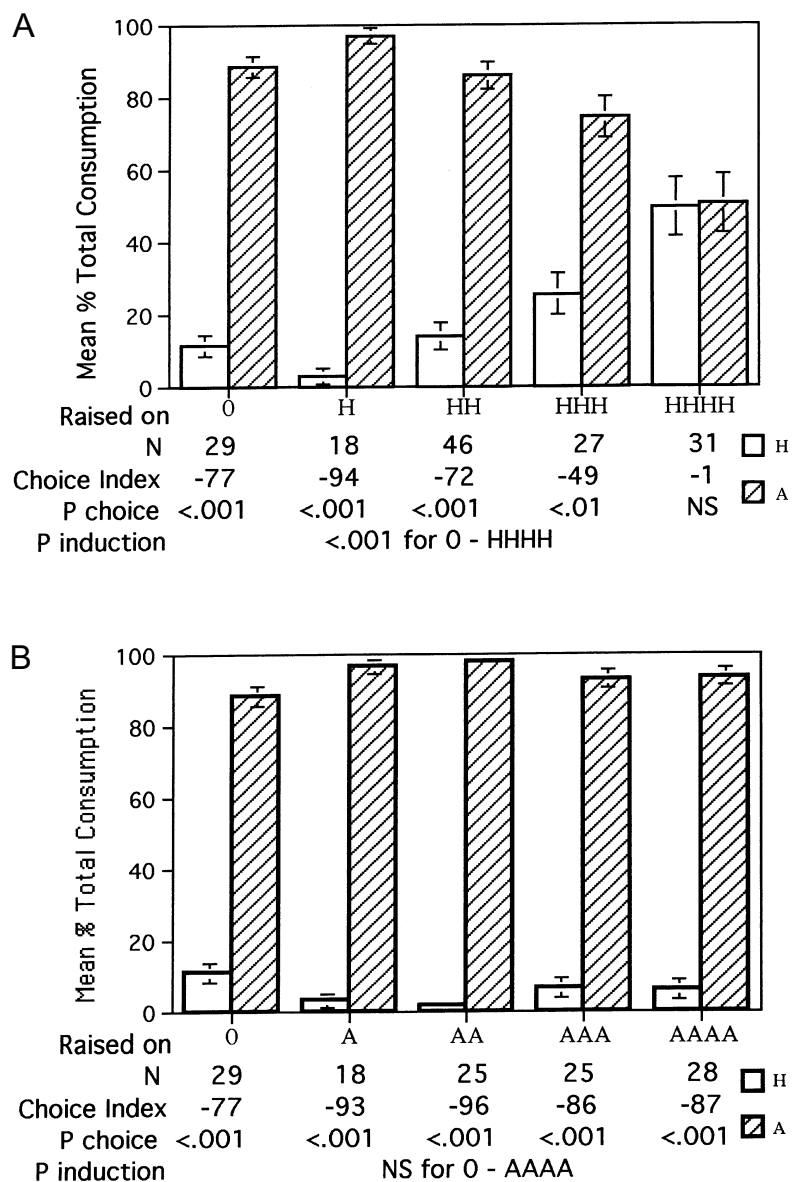 A
Mean % Total Consumption
100
80
60
40
20
0
Raised on 0 H HH HHH HHHH
N 29 18 46 27 31 H
Choice Index -77 -94 -72 -49 -1
A
P choice <.001 <.001 <.001 <.01 NS
P induction <.001 for 0 - HHHH
B
Mean % Total Consumption
100
80
60
40
20
0
Raised on 0 A AA AAA AAAA
N 29 18 25 25 28 H
Choice Index -77 -93 -96 -86 -87
A
P choice <.001 <.001 <.001 <.001 <.001
P induction NS for 0 - AAAA